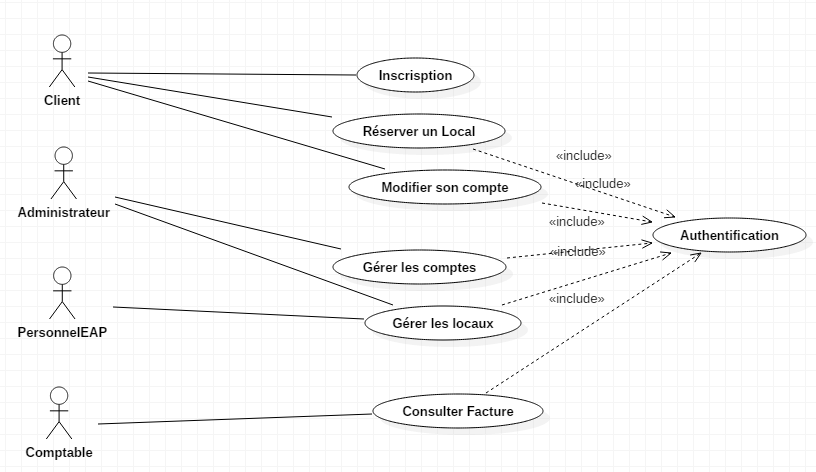 Client
Inscrisption
Réserver un Local
«include»
Modifier son compte
«include»
Administrateur
«include»
Authentification
Gérer les comptes
«include»
PersonnelEAP
Gérer les locaux
«include»
Consulter Facture
Comptable